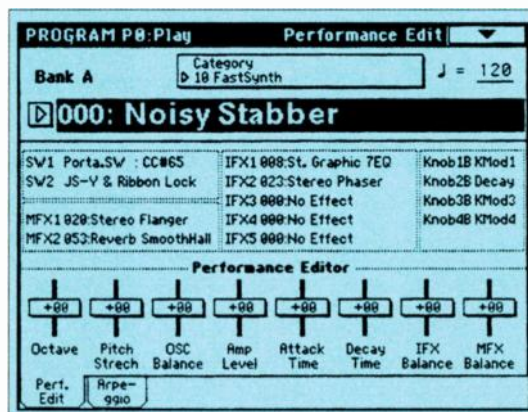 PROGRAM P0:Play Performance Edit
Bank A
Category
10 FastSynth
♩ = 120
000: Noisy Stabber
SW1 Porta.SW :CC#65
SW2 JS-Y & Ribbon Lock
MFX1 020:Stereo Flanger
MFX2 053:Reverb SmoothHall
IFX1 008:St. Graphic 7EQ
IFX2 023:Stereo Phaser
IFX3 000:No Effect
IFX4 000:No Effect
IFX5 000:No Effect
Knob1B KMod1
Knob2B Decay
Knob3B KMod3
Knob4B KMod4
Performance Editor
+00 +00 +00 +00 +00 +00 +00 +00
Octave Pitch Strech OSC Balance Amp Level Attack Time Decay Time IFX Balance MFX Balance
Perf. Edit
Arpe-ggio